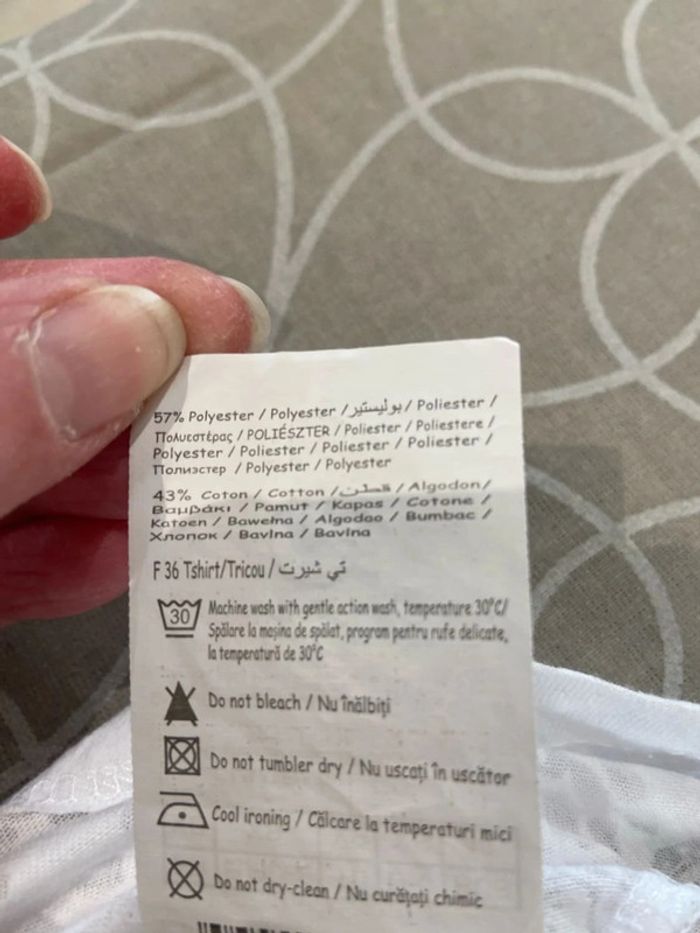 57% Polyester / Polyester / بوليستير / Poliester /
Πολυεστέρας / POLIÉSZTER / Poliester / Poliestere /
Polyester / Poliester / Poliester / Poliester /
Полиэстер / Polyester / Polyester
43% Coton / Cotton / قطن / Algodon/
Βαμβάκι / Pamut / Kapas / Cotone /
Katoen / Bawełna / Algodao / Bumbac /
Хлопок / Bavlna / Bavlna
F 36 Tshirt/Tricou / تي شيرت
30 Machine wash with gentle action wash, temperature 30°C/
Spălare la mașina de spălat, program pentru rufe delicate,
la temperatură de 30°C
Do not bleach / Nu înălbiți
Do not tumbler dry / Nu uscați în uscător
Cool ironing / Călcare la temperaturi mici
Do not dry-clean / Nu curățați chimic